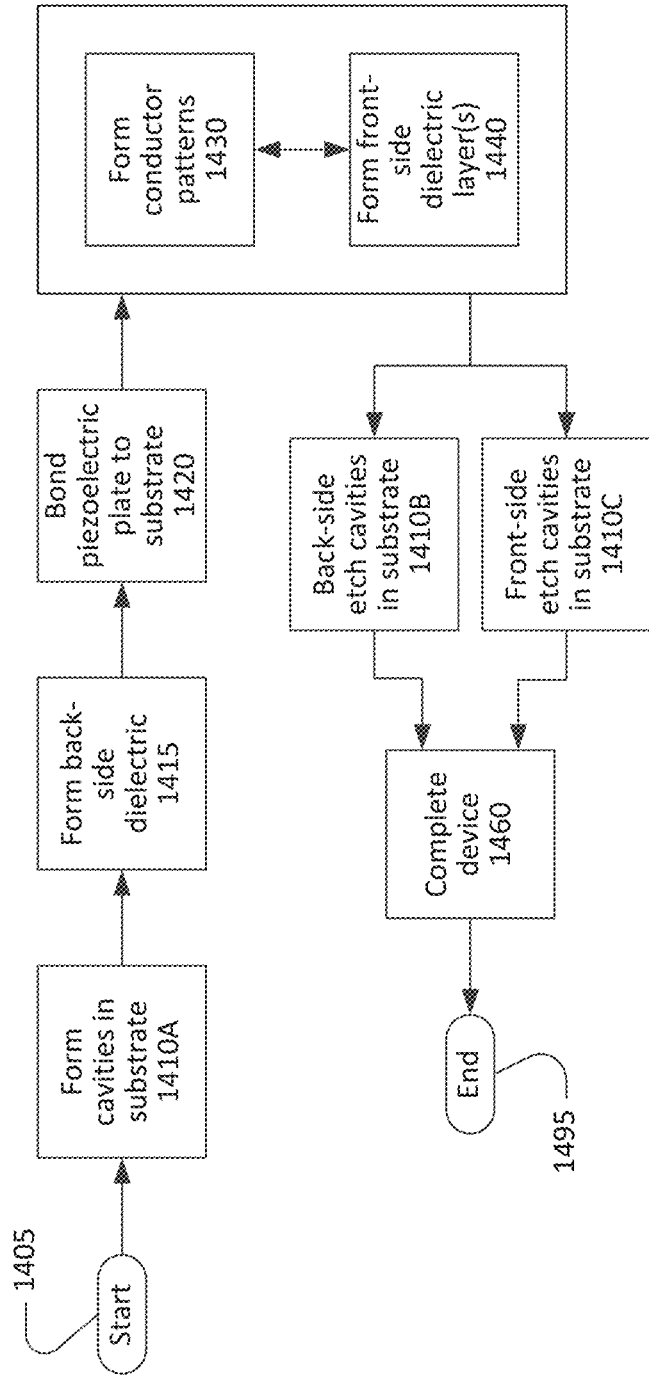 1405
Start
Form
cavities in
substrate
1410A
Form back-
side
dielectric
1415
Bond
piezoelectric
plate to
substrate
1420
Form
conductor
patterns
1430
Form front-
side
dielectric
layer(s)
1440
Back-side
etch cavities
in substrate
1410B
Front-side
etch cavities
in substrate
1410C
Complete
device
1460
End
1495